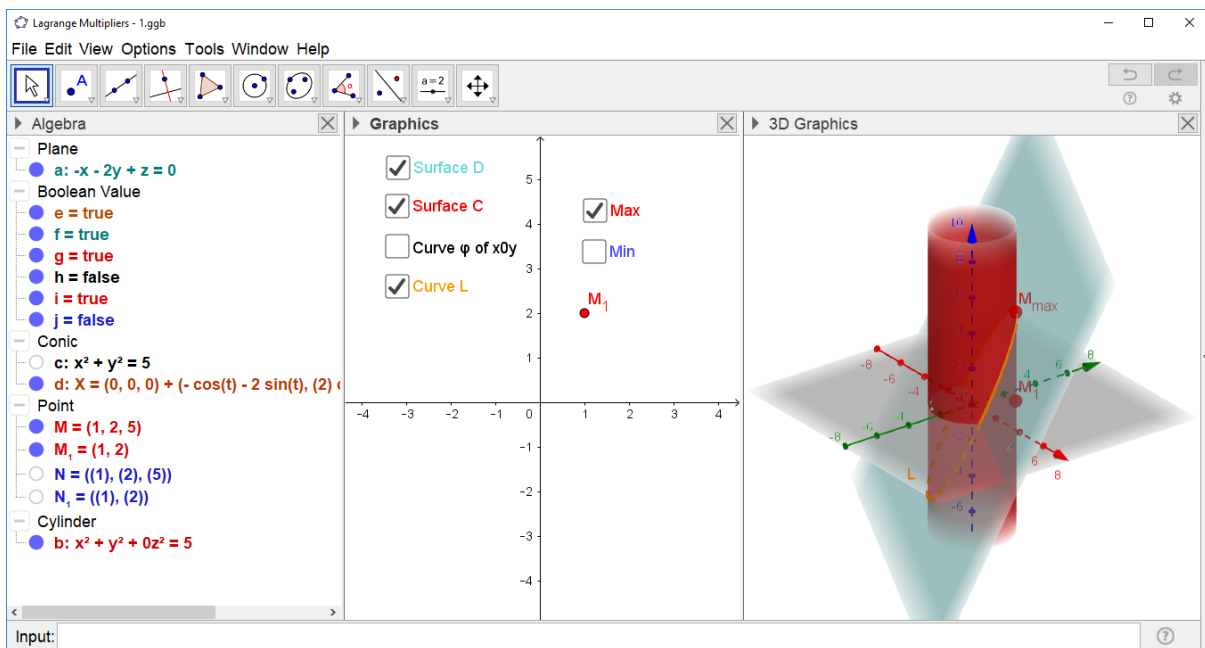 Lagrange Multipliers - 1.ggb
File Edit View Options Tools Window Help
A
α
a=2
Algebra
Plane
a: -x - 2y + z = 0
Boolean Value
e = true
f = true
g = true
h = false
i = true
j = false
Conic
c: x² + y² = 5
d: X = (0, 0, 0) + (- cos(t) - 2 sin(t), (2)
Point
M = (1, 2, 5)
M₁ = (1, 2)
N = ((1), (2), (5))
N₁ = ((1), (2))
Cylinder
b: x² + y² + 0z² = 5
Graphics
Surface D
Surface C
Curve φ of x0y
Curve L
Max
Min
M₁
5
4
3
2
1
-4 -3 -2 -1 0 1 2 3 4
-1
-2
-3
-4
3D Graphics
10
8
M max
-8 -6 -4
8
4
M₁
-4
-6
-8
6
8
L
-4
-6
Input: